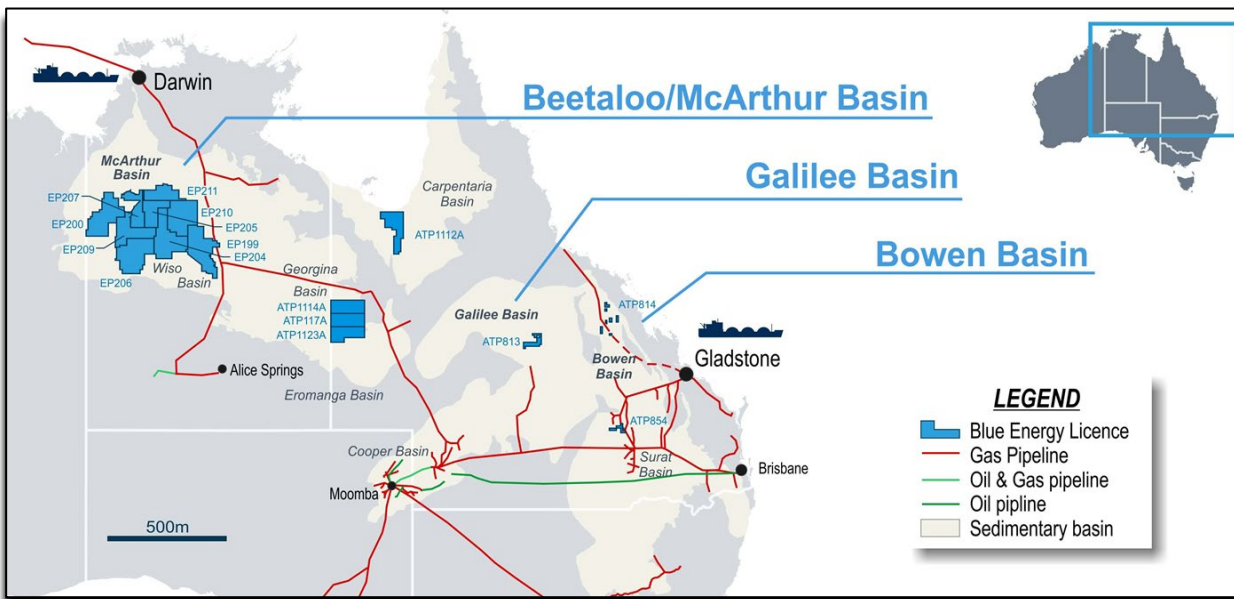 Darwin
Beetaloo/McArthur Basin
Galilee Basin
Bowen Basin
McArthur
Basin
Carpentaria
Basin
EP207
EP211
EP200
EP210
EP205
EP209
EP199
EP204
EP206
Wiso
Basin
ATP1112A
Georgina
Basin
ATP1114A
ATP117A
ATP1123A
Galilee Basin
ATP813
ATP814
Bowen
Basin
Gladstone
Alice Springs
Eromanga Basin
ATP854
Cooper Basin
Surat
Basin
Moomba
Brisbane
500m
LEGEND
Blue Energy Licence
Gas Pipeline
Oil & Gas pipeline
Oil pipline
Sedimentary basin